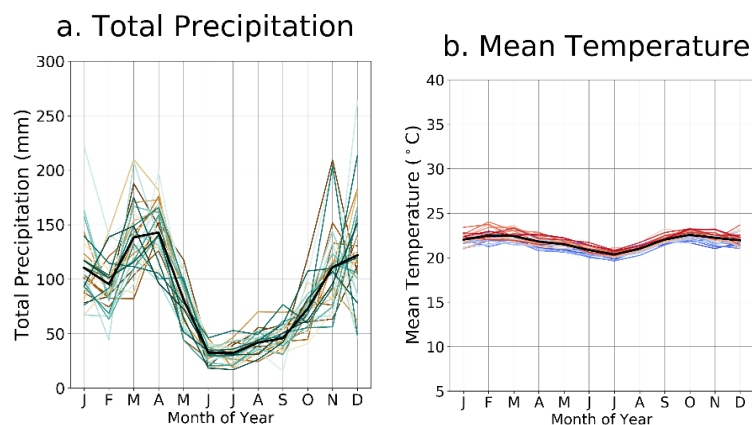 a. Total Precipitation
300
250
200
150
100
50
0
Total Precipitation (mm)
J F M A M J J A S O N D
Month of Year
b. Mean Temperature
40
35
30
25
20
15
10
5
Mean Temperature (°C)
J F M A M J J A S O N D
Month of Year